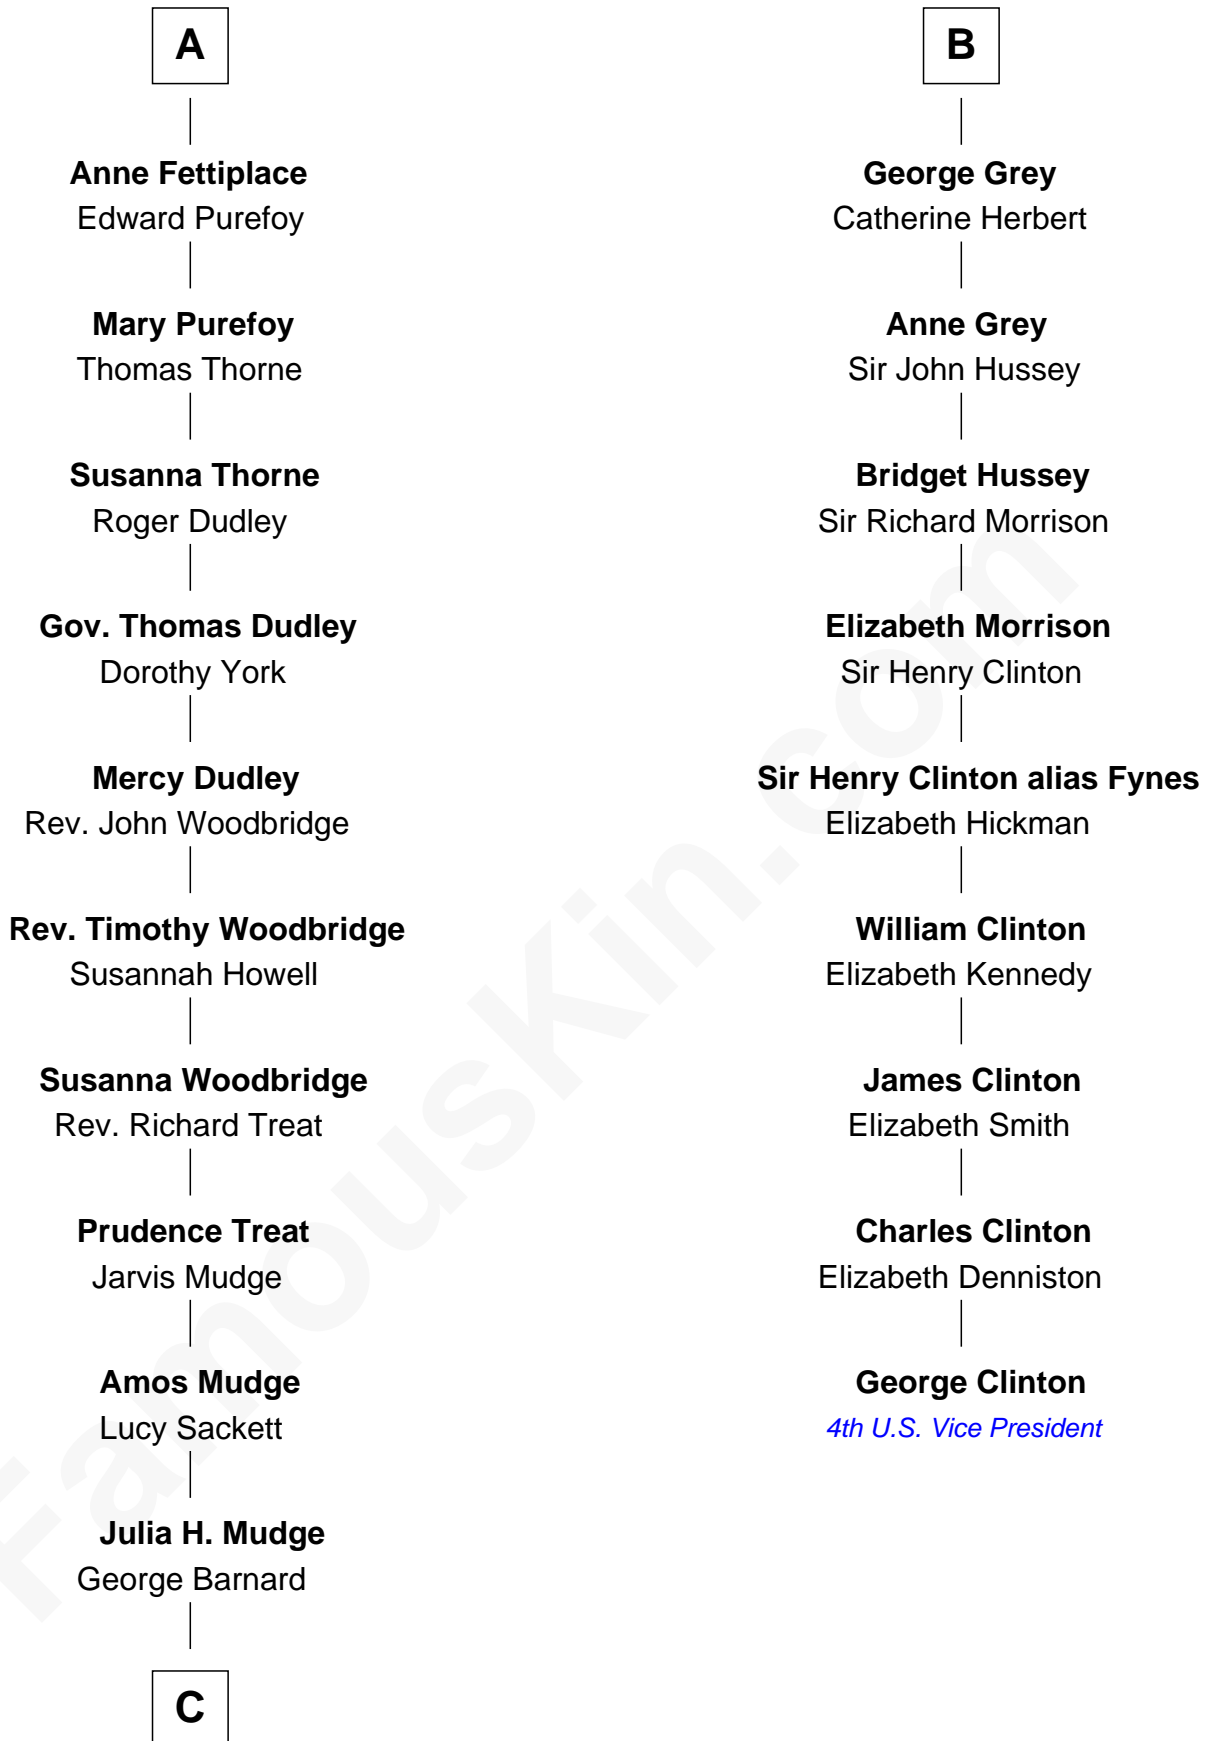 A
Anne Fettiplace
Edward Purefoy
Mary Purefoy
Thomas Thorne
Susanna Thorne
Roger Dudley
Gov. Thomas Dudley
Dorothy York
Mercy Dudley
Rev. John Woodbridge
Rev. Timothy Woodbridge
Susannah Howell
Susanna Woodbridge
Rev. Richard Treat
Prudence Treat
Jarvis Mudge
Amos Mudge
Lucy Sackett
Julia H. Mudge
George Barnard
C
B
George Grey
Catherine Herbert
Anne Grey
Sir John Hussey
Bridget Hussey
Sir Richard Morrison
Elizabeth Morrison
Sir Henry Clinton
Sir Henry Clinton alias Fynes
Elizabeth Hickman
William Clinton
Elizabeth Kennedy
James Clinton
Elizabeth Smith
Charles Clinton
Elizabeth Denniston
George Clinton
4th U.S. Vice President
FamousKin.com